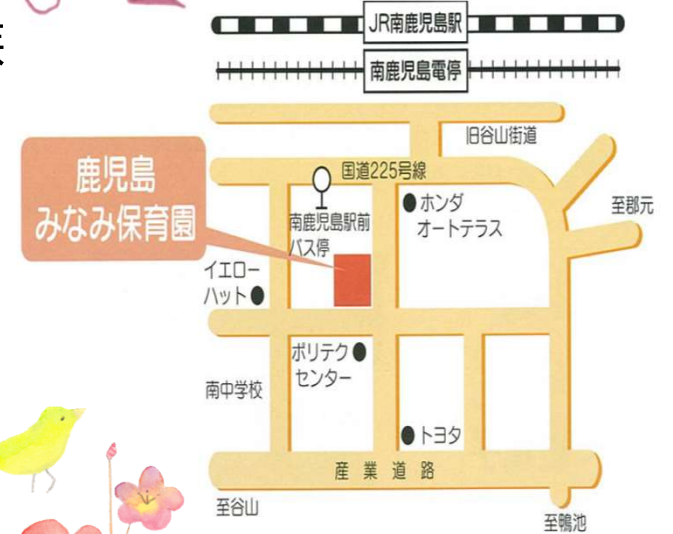 JR南鹿児島駅
南鹿児島電停
旧谷山街道
国道225号線
鹿児島
みなみ保育園
南鹿児島駅前
バス停
ホンダ
オートテラス
至郡元
イエロー
ハット
ポリテク
センター
南中学校
トヨタ
産業道路
至谷山
至鴨池